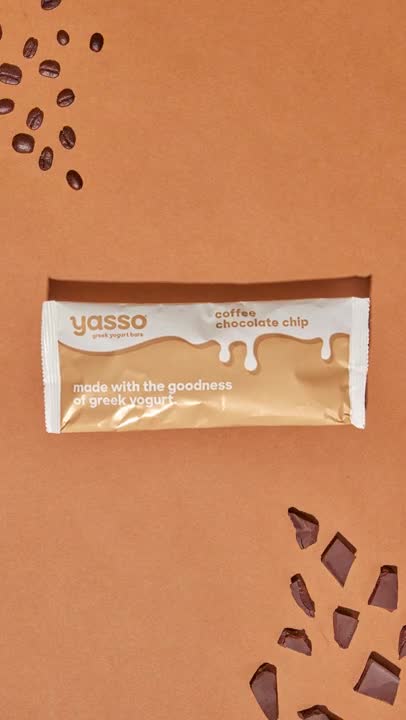 yasso
greek yogurt bars
coffee
chocolate chip
made with the goodness
of greek yogurt.